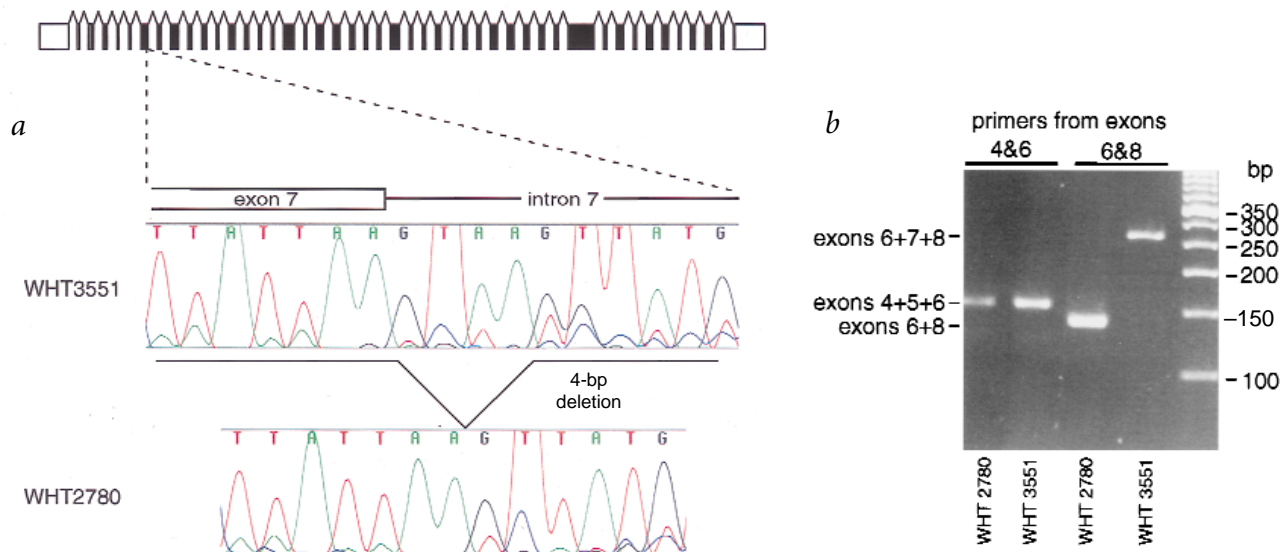 a
exon 7
intron 7
T T A T T A A G T A A G T T A T G
WHT3551
4-bp
deletion
T T A T T A A G T T A T G
WHT2780
b
primers from exons
4&6 6&8
bp
exons 6+7+8
exons 4+5+6
exons 6+8
350
300
250
200
150
100
WHT 2780
WHT 3551
WHT 2780
WHT 3551